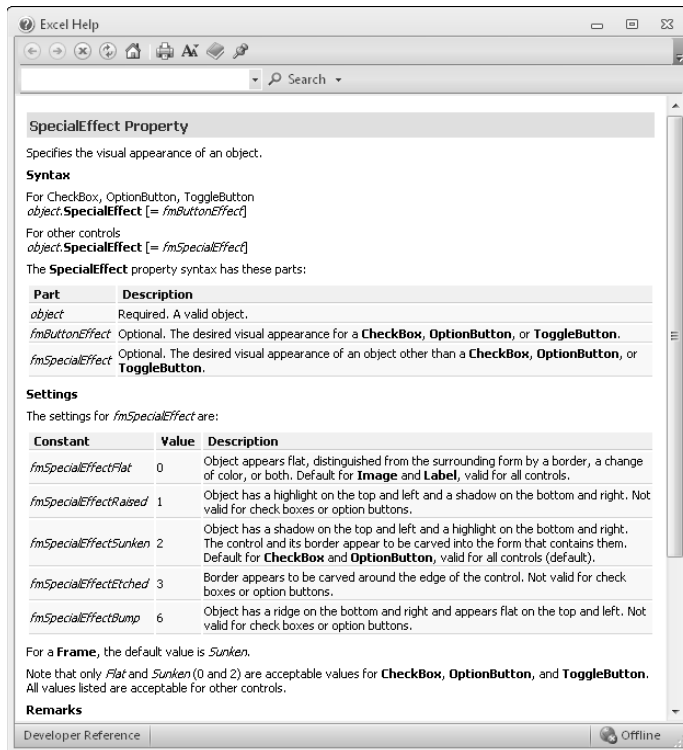 Excel Help
Search
SpecialEffect Property
Specifies the visual appearance of an object.
Syntax
For CheckBox, OptionButton, ToggleButton
object.SpecialEffect [= fmButtonEffect]
For other controls
object.SpecialEffect [= fmSpecialEffect]
The SpecialEffect property syntax has these parts:
Part Description
object Required. A valid object.
fmButtonEffect Optional. The desired visual appearance for a CheckBox, OptionButton, or ToggleButton.
fmSpecialEffect Optional. The desired visual appearance of an object other than a CheckBox, OptionButton, or
ToggleButton.
Settings
The settings for fmSpecialEffect are:
Constant Value Description
fmSpecialEffectFlat 0 Object appears flat, distinguished from the surrounding form by a border, a change
of color, or both. Default for Image and Label, valid for all controls.
fmSpecialEffectRaised 1 Object has a highlight on the top and left and a shadow on the bottom and right. Not
valid for check boxes or option buttons.
fmSpecialEffectSunken 2 Object has a shadow on the top and left and a highlight on the bottom and right.
The control and its border appear to be carved into the form that contains them.
Default for CheckBox and OptionButton, valid for all controls (default).
fmSpecialEffectEtched 3 Border appears to be carved around the edge of the control. Not valid for check
boxes or option buttons.
fmSpecialEffectBump 6 Object has a ridge on the bottom and right and appears flat on the top and left. Not
valid for check boxes or option buttons.
For a Frame, the default value is Sunken.
Note that only Flat and Sunken (0 and 2) are acceptable values for CheckBox, OptionButton, and ToggleButton.
All values listed are acceptable for other controls.
Remarks
Developer Reference Offline